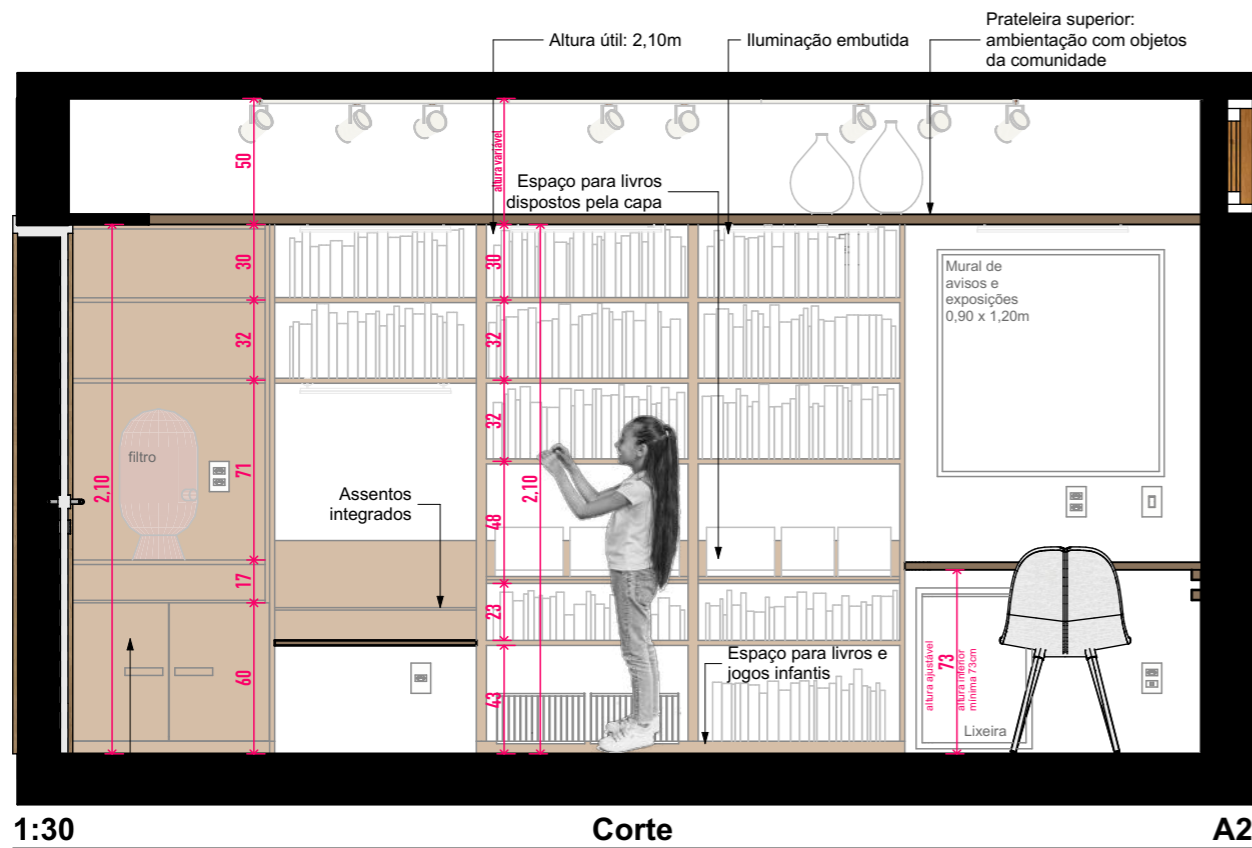 Altura útil: 2,10m
Iluminação embutida
Prateleira superior:
ambientação com objetos
da comunidade
50
altura variável
Espaço para livros
dispostos pela capa
30
30
Mural de
avisos e
exposições
0,90 x 1,20m
32
32
32
filtro
71
2.10
2.10
Assentos
integrados
48
17
23
60
43
Espaço para livros e
jogos infantis
altura ajustável
73
altura inferior
mínima 73cm
Lixeira
1:30
Corte
A2